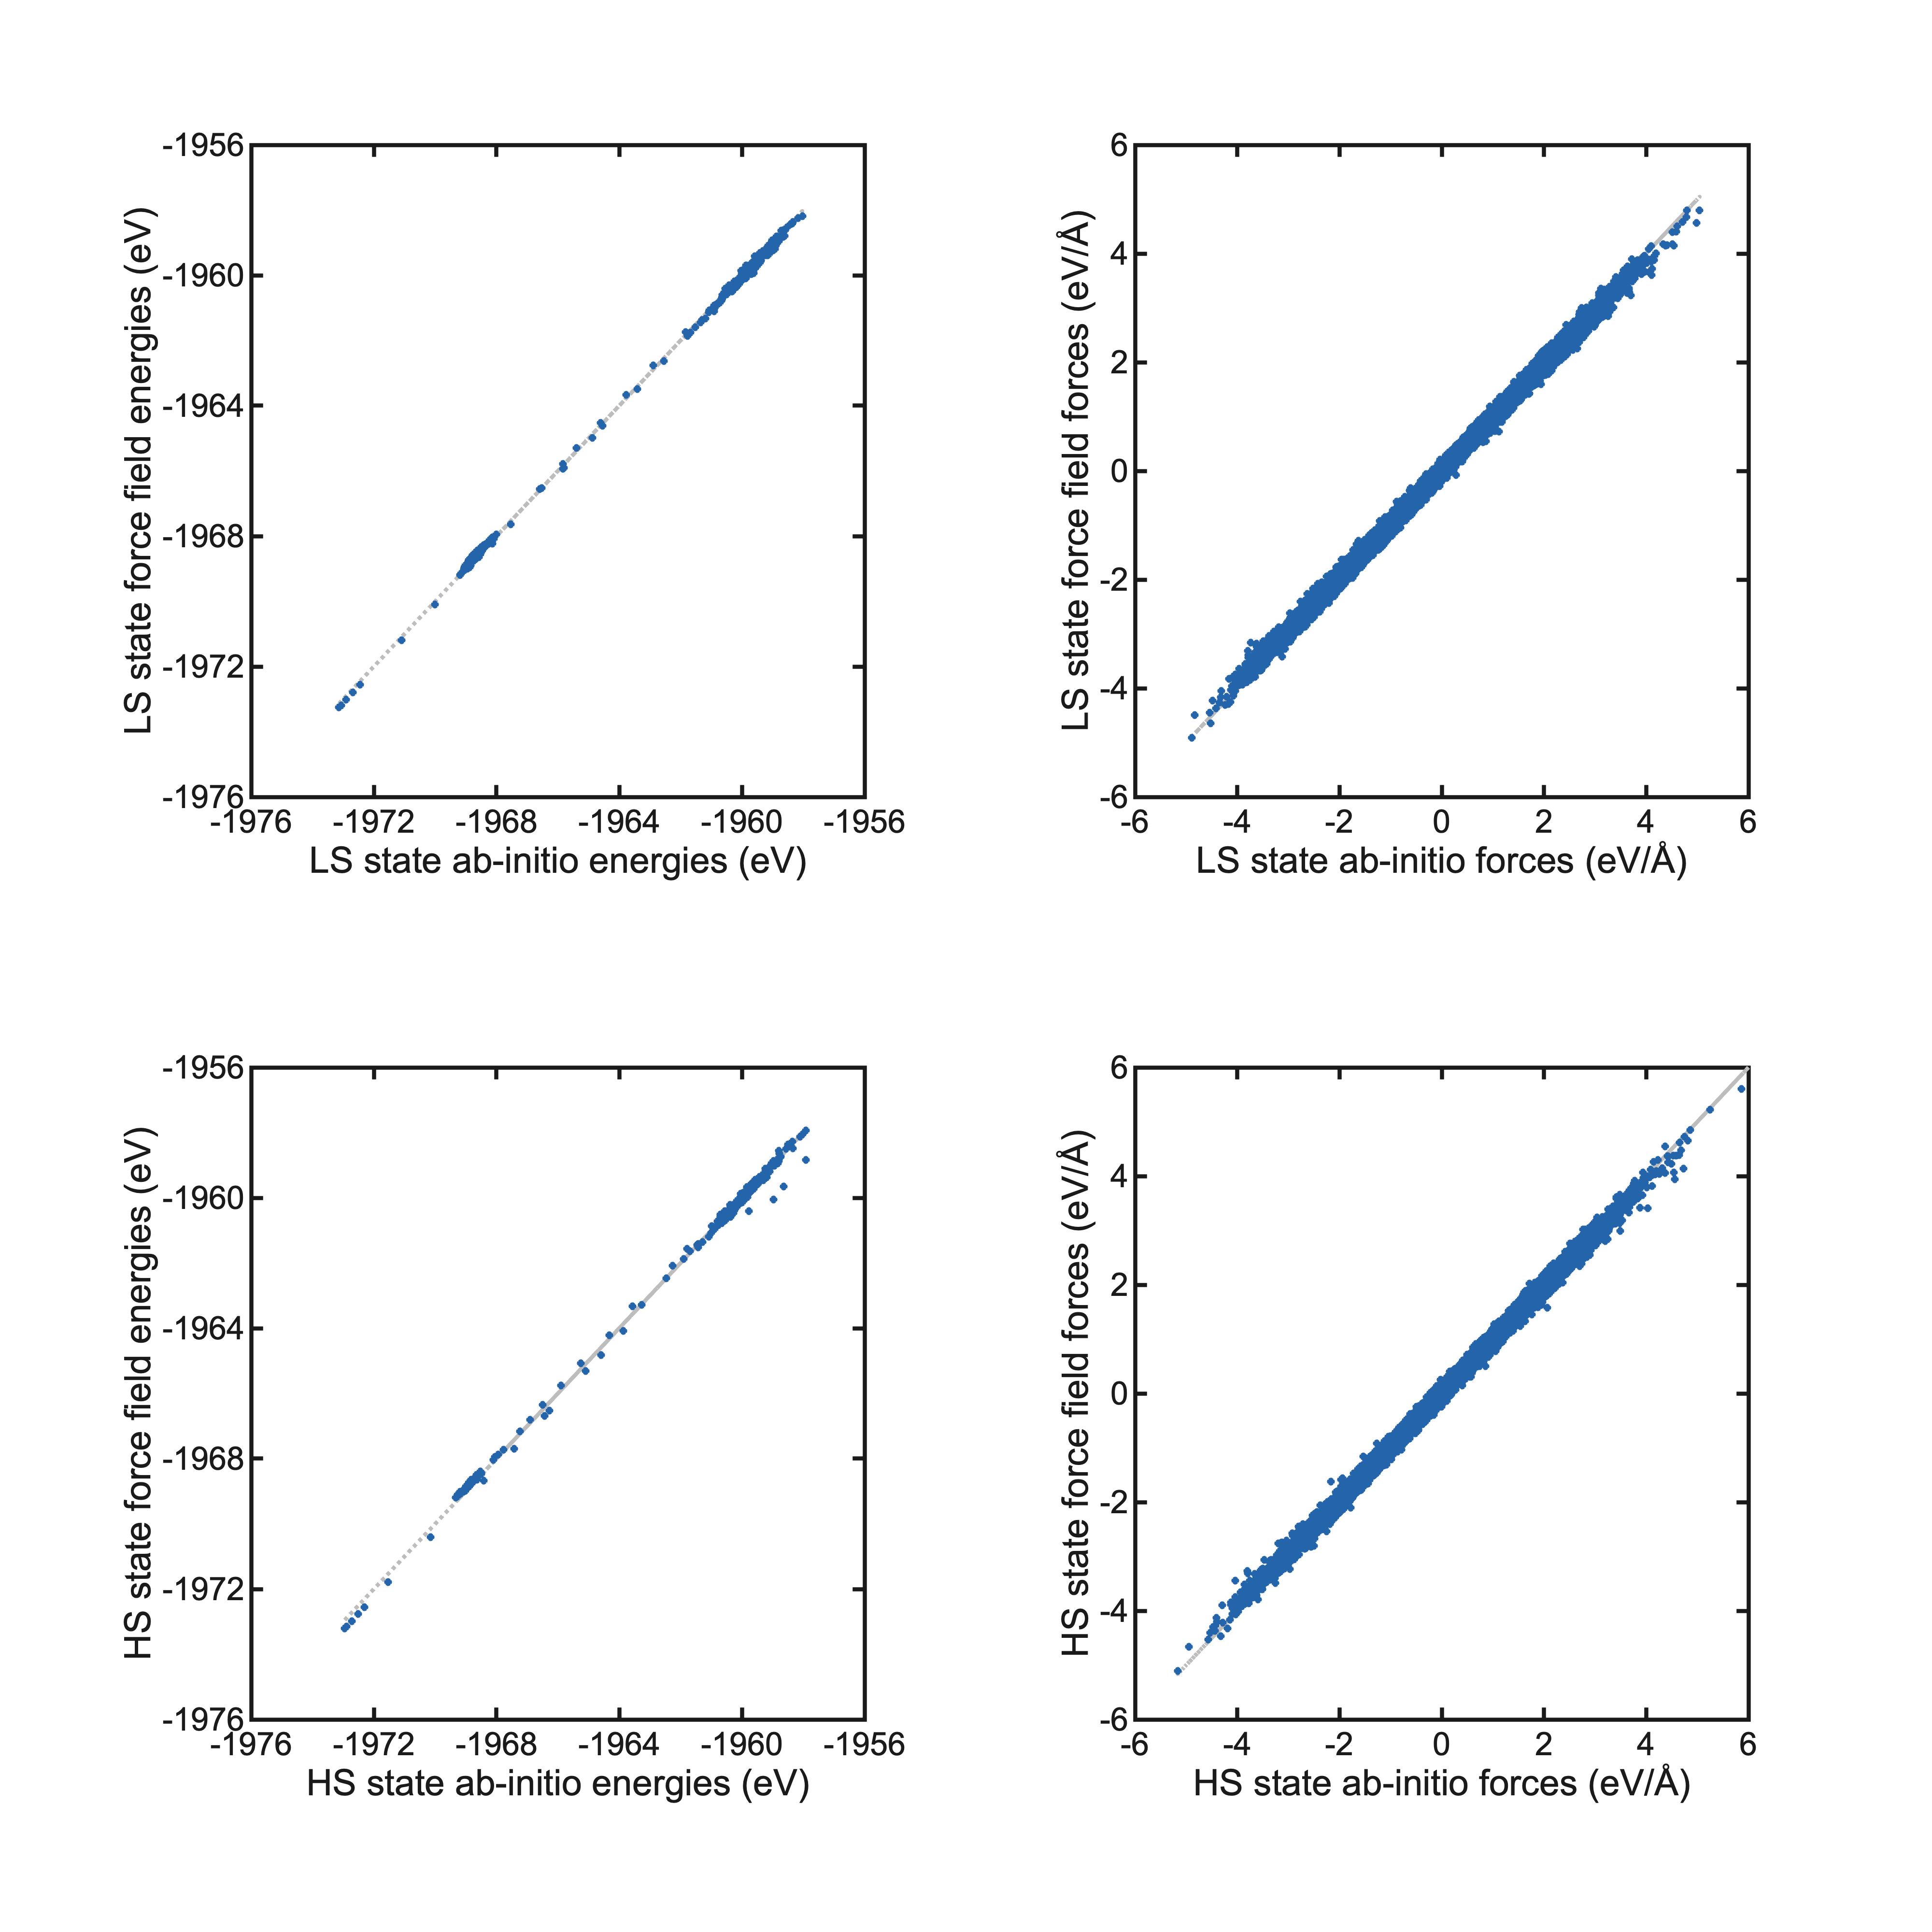 -1956
-1960
-1964
-1968
-1972
-1976
LS state force field energies (eV)
-1976 -1972 -1968 -1964 -1960 -1956
LS state ab-initio energies (eV)
6
4
2
0
-2
-4
-6
LS state force field forces (eV/Å)
-6 -4 -2 0 2 4 6
LS state ab-initio forces (eV/Å)
-1956
-1960
-1964
-1968
-1972
-1976
HS state force field energies (eV)
-1976 -1972 -1968 -1964 -1960 -1956
HS state ab-initio energies (eV)
6
4
2
0
-2
-4
-6
HS state force field forces (eV/Å)
-6 -4 -2 0 2 4 6
HS state ab-initio forces (eV/Å)